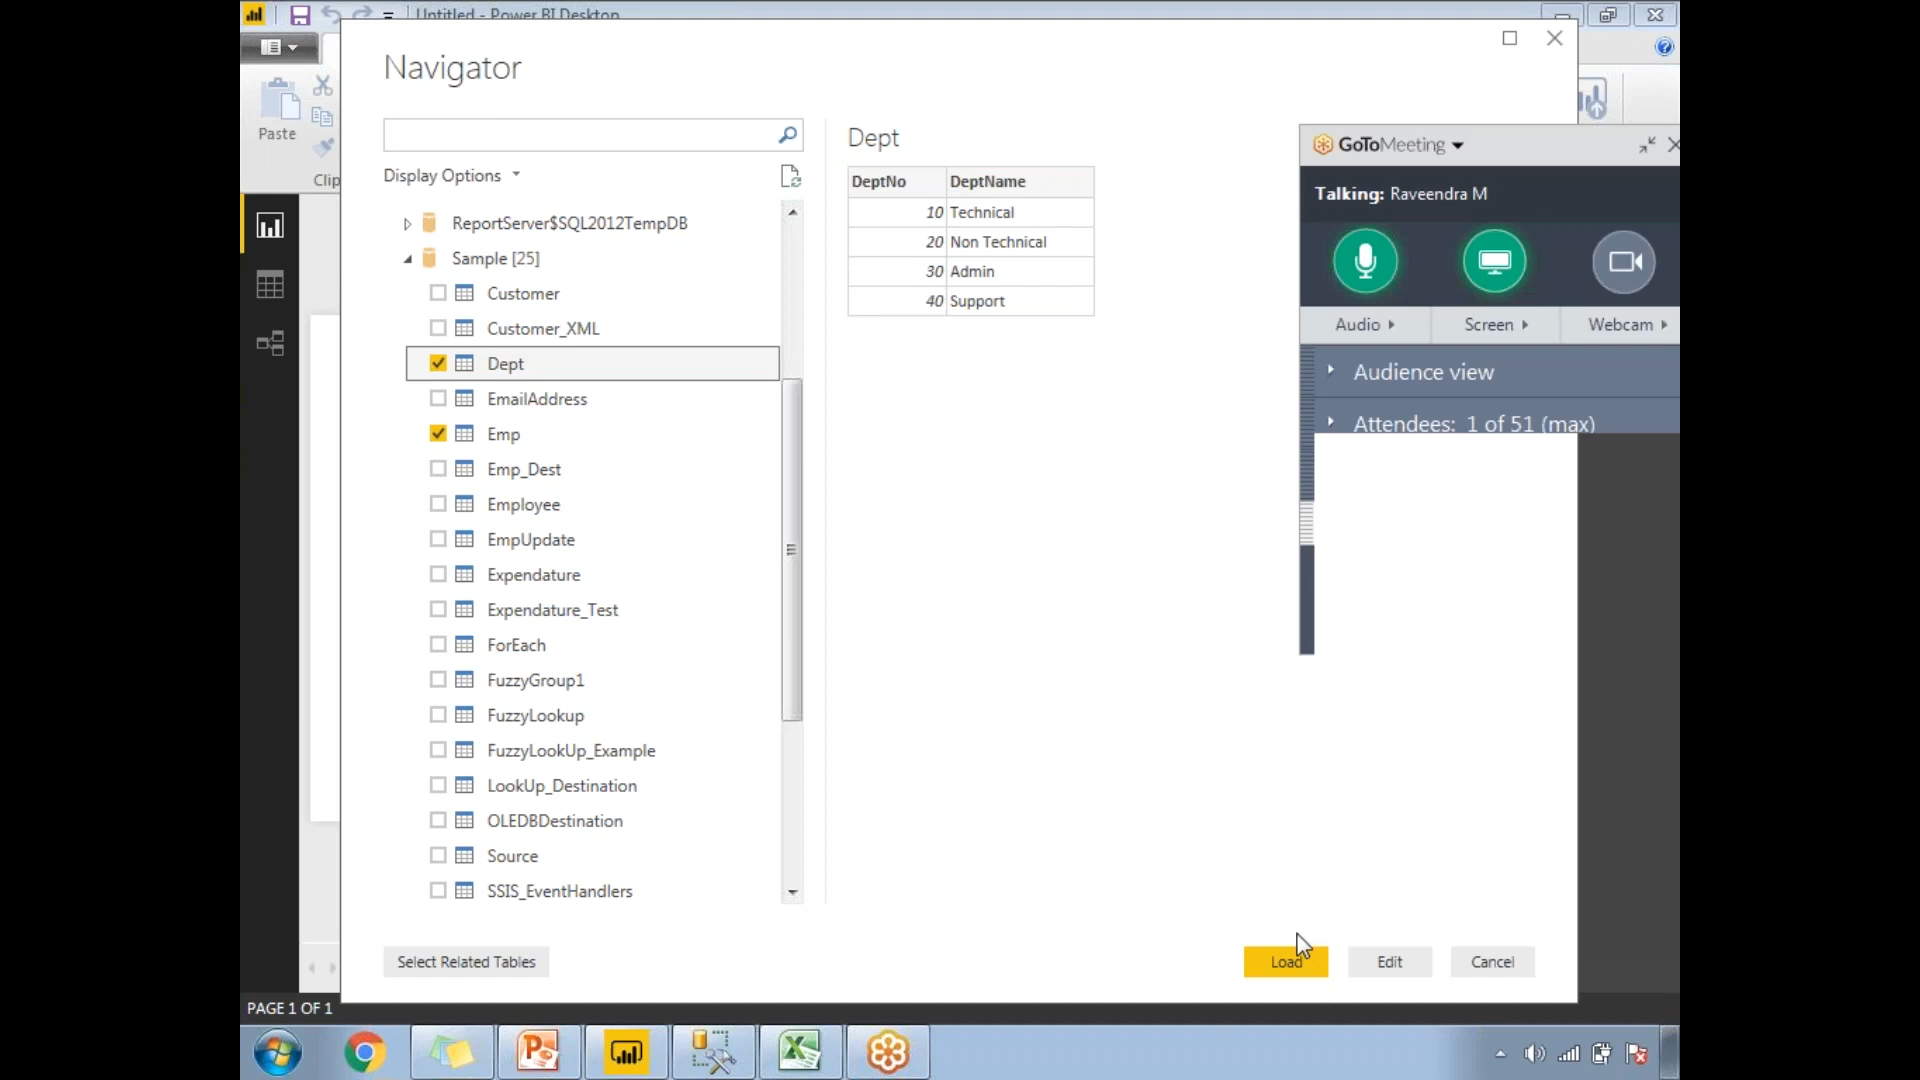 Untitled - Power BI Desktop
Navigator
Paste
Clip
Display Options
ReportServer$SQL2012TempDB
Sample [25]
Customer
Customer_XML
Dept
EmailAddress
Emp
Emp_Dest
Employee
EmpUpdate
Expendature
Expendature_Test
ForEach
FuzzyGroup1
FuzzyLookup
FuzzyLookUp_Example
LookUp_Destination
OLEDBDestination
Source
SSIS_EventHandlers
Select Related Tables
Dept
DeptNo DeptName
10 Technical
20 Non Technical
30 Admin
40 Support
GoToMeeting
Talking: Raveendra M
Audio Screen Webcam
Audience view
Attendees: 1 of 51 (max)
Load Edit Cancel
PAGE 1 OF 1